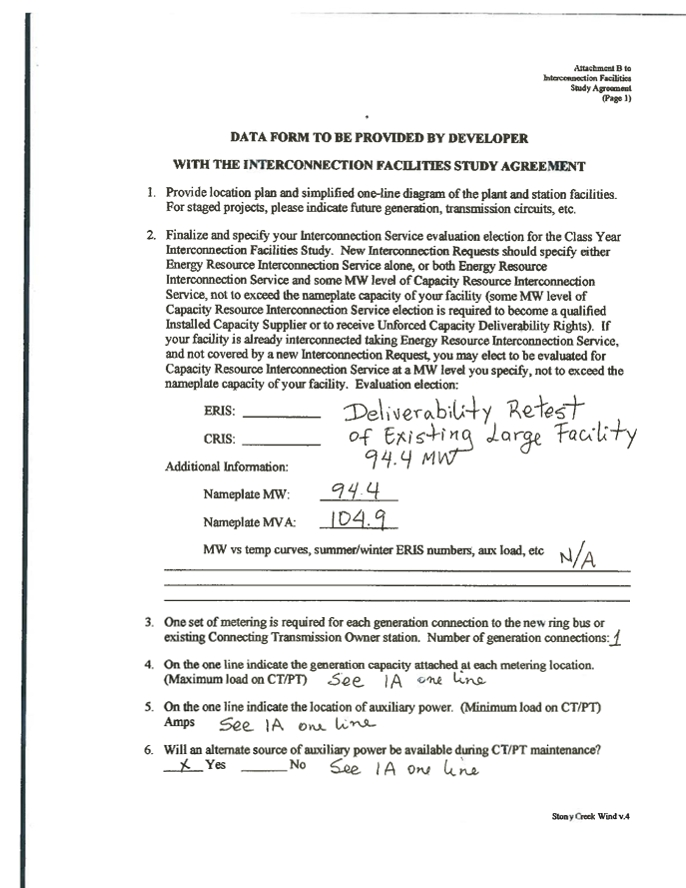 Attachment B to
Interconnection Facilities
Study Agreement
(Page 1)
DATA FORM TO BE PROVIDED BY DEVELOPER
WITH THE INTERCONNECTION FACILITIES STUDY AGREEMENT
1. Provide location plan and simplified one-line diagram of the plant and station facilities.
For staged projects, please indicate future generation, transmission circuits, etc.
2. Finalize and specify your Interconnection Service evaluation election for the Class Year
Interconnection Facilities Study. New Interconnection Requests should specify either
Energy Resource Interconnection Service alone, or both Energy Resource
Interconnection Service and some MW level of Capacity Resource Interconnection
Service, not to exceed the nameplate capacity of your facility (some MW level of
Capacity Resource Interconnection Service election is required to become a qualified
Installed Capacity Supplier or to receive Unforced Capacity Deliverability Rights). If
your facility is already interconnected taking Energy Resource Interconnection Service,
and not covered by a new Interconnection Request, you may elect to be evaluated for
Capacity Resource Interconnection Service at a MW level you specify, not to exceed the
nameplate capacity of your facility. Evaluation election:
ERIS: ________ Deliverability Retest
CRIS: ________ of Existing Large Facility
94.4 MW
Additional Information:
Nameplate MW: 94.4
Nameplate MVA: 104.9
MW vs temp curves, summer/winter ERIS numbers, aux load, etc N/A
3. One set of metering is required for each generation connection to the new ring bus or
existing Connecting Transmission Owner station. Number of generation connections: 1
4. On the one line indicate the generation capacity attached at each metering location.
(Maximum load on CT/PT) See 1A one line
5. On the one line indicate the location of auxiliary power. (Minimum load on CT/PT)
Amps See 1A one line
6. Will an alternate source of auxiliary power be available during CT/PT maintenance?
X Yes ______ No See 1A one line
Stony Creek Wind v.4